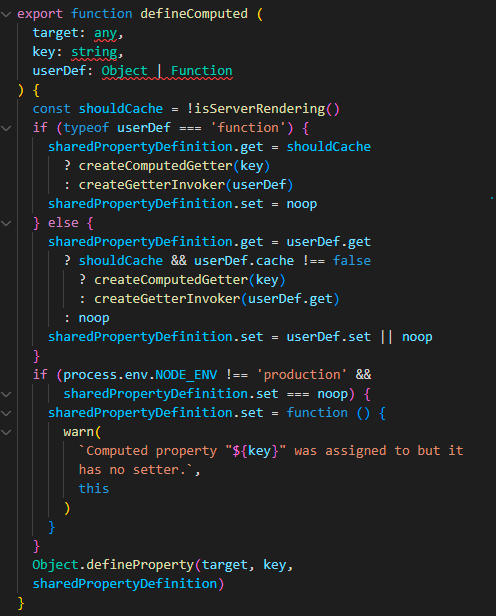 export function defineComputed (
  target: any,
  key: string,
  userDef: Object | Function
) {
  const shouldCache = !isServerRendering()
  if (typeof userDef === 'function') {
    sharedPropertyDefinition.get = shouldCache
      ? createComputedGetter(key)
      : createGetterInvoker(userDef)
    sharedPropertyDefinition.set = noop
  } else {
    sharedPropertyDefinition.get = userDef.get
      ? shouldCache && userDef.cache !== false
        ? createComputedGetter(key)
        : createGetterInvoker(userDef.get)
      : noop
    sharedPropertyDefinition.set = userDef.set || noop
  }
  if (process.env.NODE_ENV !== 'production' &&
      sharedPropertyDefinition.set === noop) {
    sharedPropertyDefinition.set = function () {
      warn(
        `Computed property "${key}" was assigned to but it
        has no setter.`,
        this
      )
    }
  }
  Object.defineProperty(target, key,
  sharedPropertyDefinition)
}